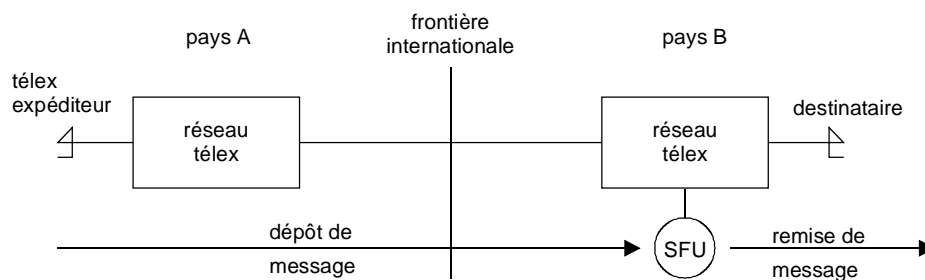 pays A
frontière
internationale
pays B
télex
expéditeur
destinataire
réseau
télex
réseau
télex
dépôt de
message
SFU
remise de
message